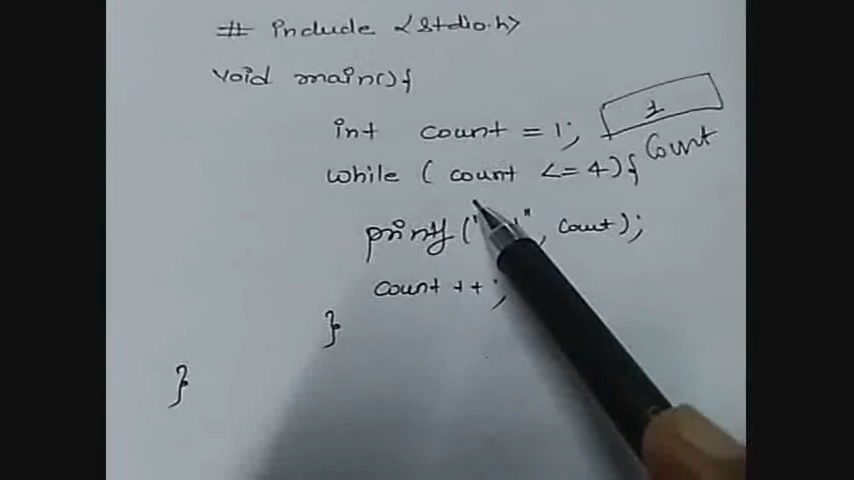 # include <stdio.h>
void main(){
int count = 1; 1
while ( count <= 4){ Count
printf (" ", count);
count ++;
}
}